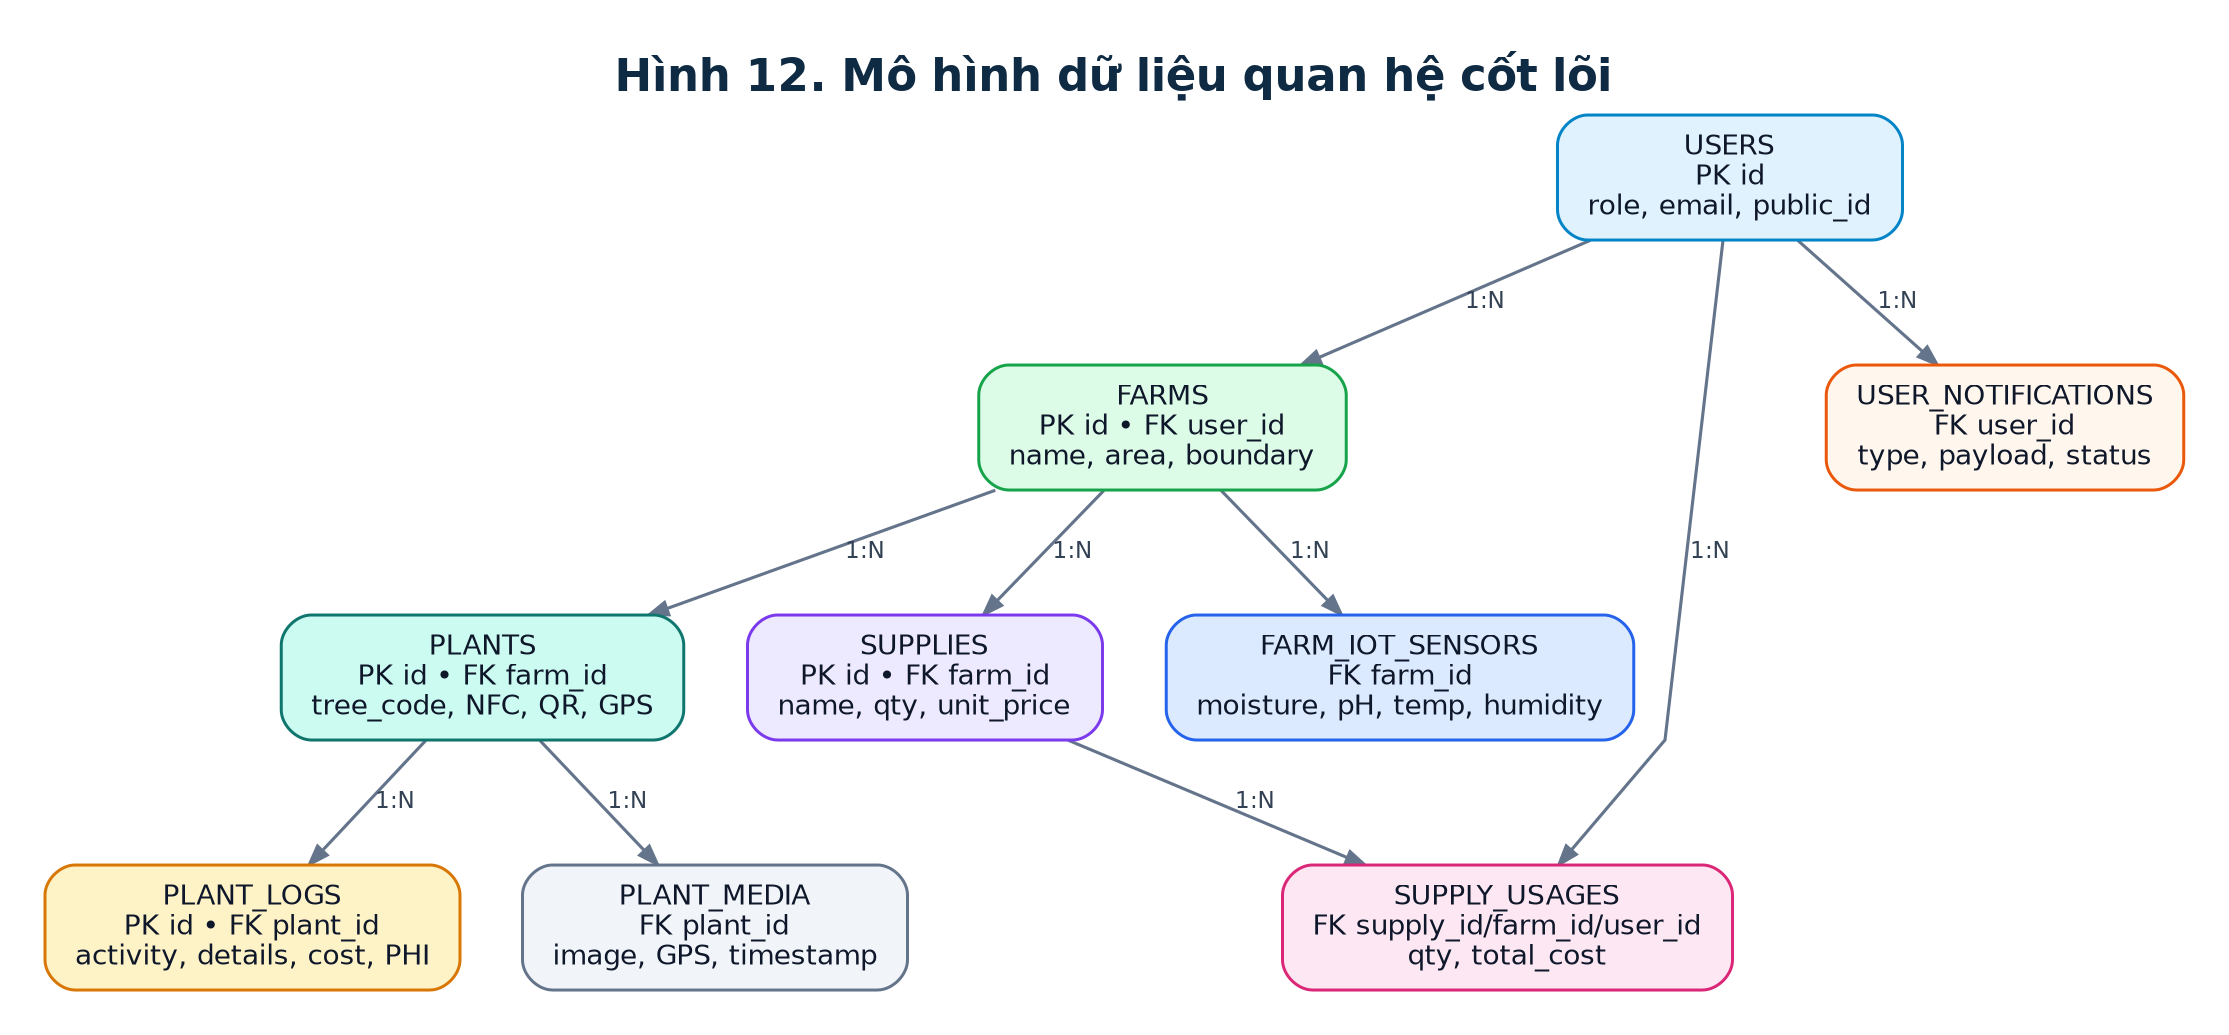 Hình 12. Mô hình dữ liệu quan hệ cốt lõi
USERS
PK id
role, email, public_id
1:N
1:N
FARMS
PK id • FK user_id
name, area, boundary
USER_NOTIFICATIONS
FK user_id
type, payload, status
1:N
1:N
1:N
1:N
PLANTS
PK id • FK farm_id
tree_code, NFC, QR, GPS
SUPPLIES
PK id • FK farm_id
name, qty, unit_price
FARM_IOT_SENSORS
FK farm_id
moisture, pH, temp, humidity
1:N
1:N
1:N
PLANT_LOGS
PK id • FK plant_id
activity, details, cost, PHI
PLANT_MEDIA
FK plant_id
image, GPS, timestamp
SUPPLY_USAGES
FK supply_id/farm_id/user_id
qty, total_cost